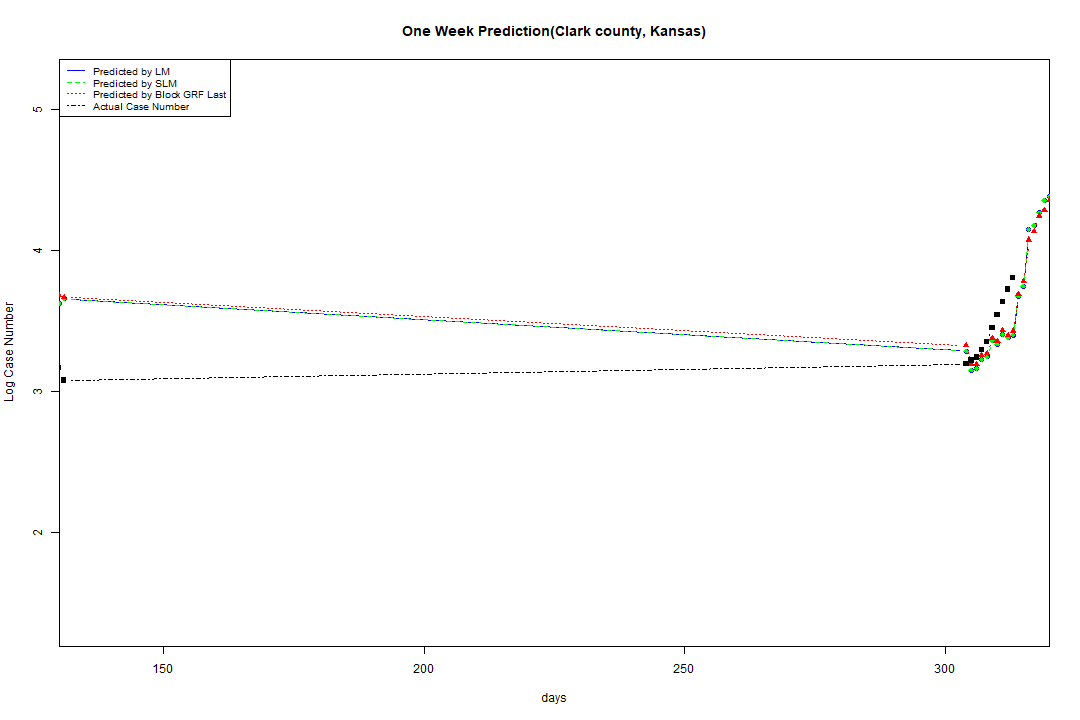 One Week Prediction(Clark county, Kansas)
Predicted by LM
Predicted by SLM
Predicted by Block GRF Last
Actual Case Number
5
4
3
2
Log Case Number
150 200 250 300
days